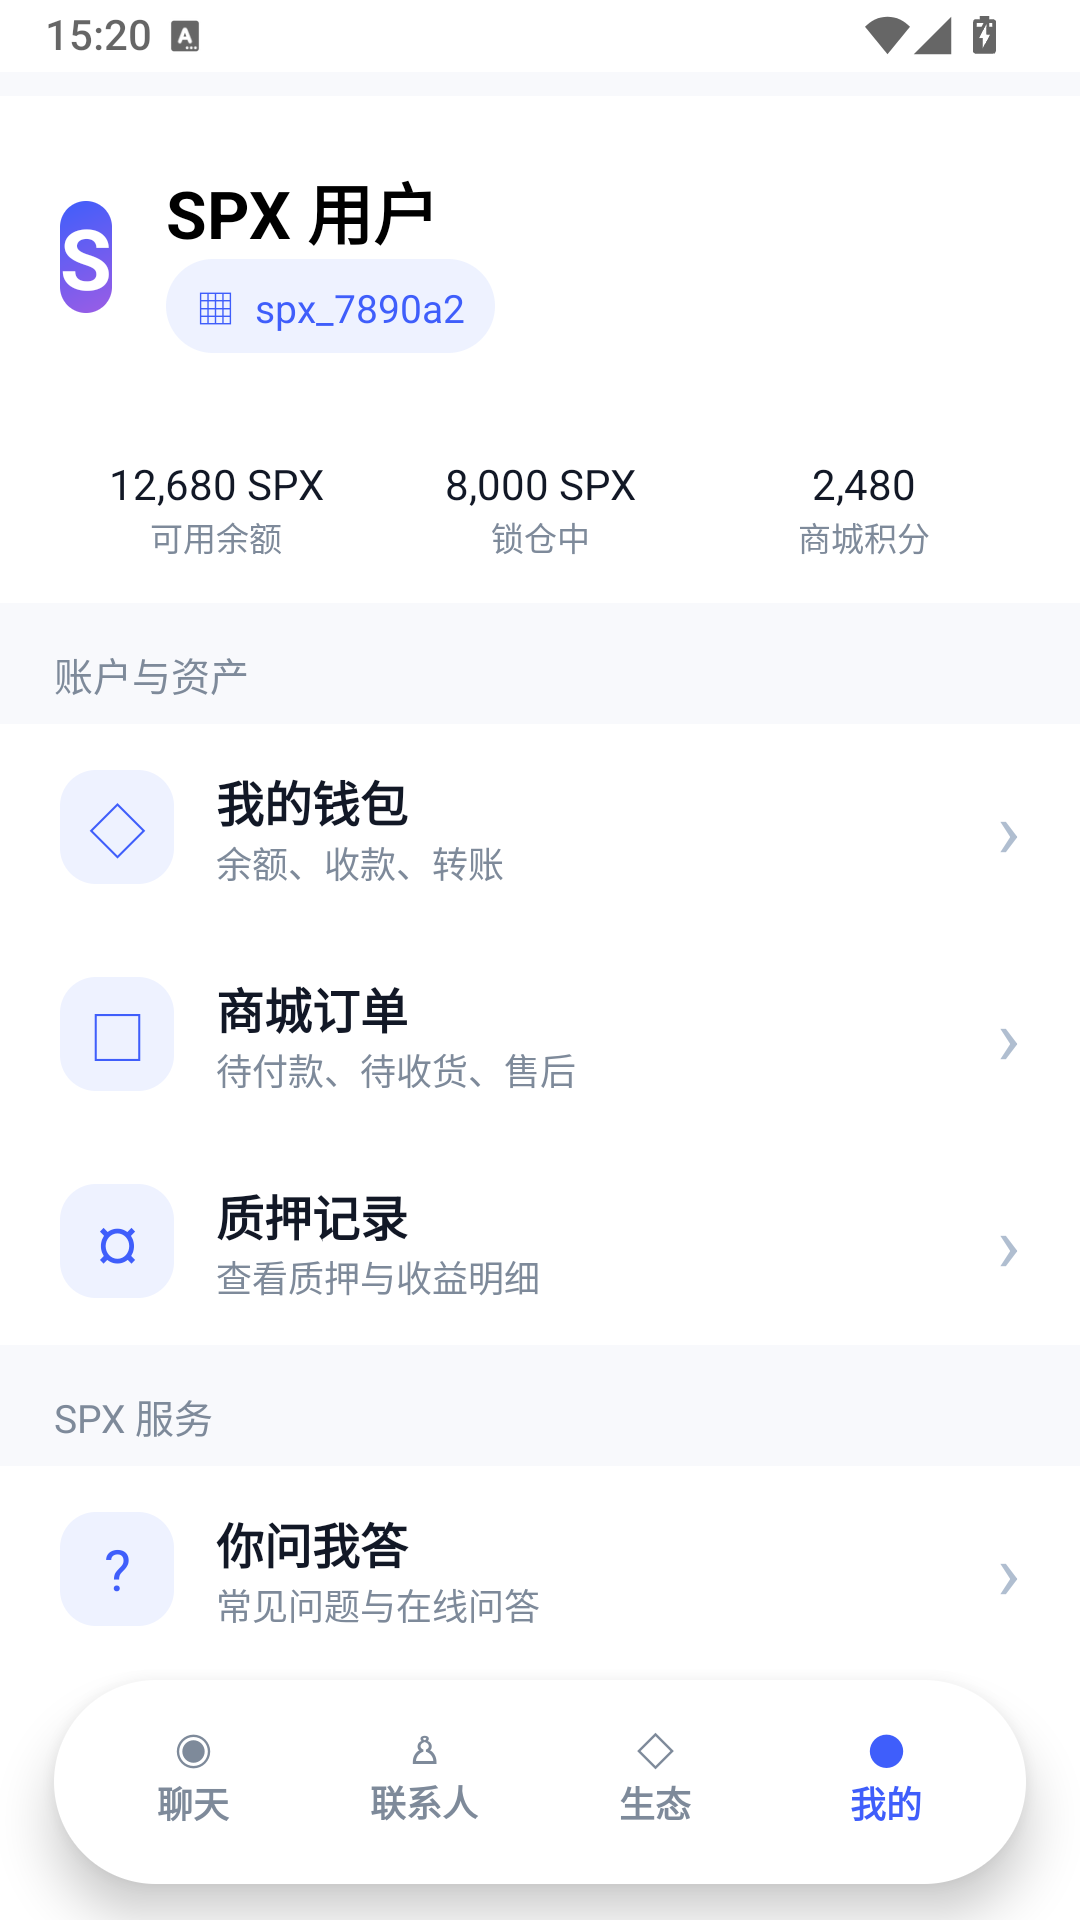 15:20
SPX 用户
S
spx_7890a2
12,680 SPX
8,000 SPX
2,480
可用余额
锁仓中
商城积分
账户与资产
我的钱包
余额、收款、转账
商城订单
待付款、待收货、售后
¤
质押记录
查看质押与收益明细
SPX 服务
?
你问我答
常见问题与在线问答
聊天
联系人
生态
我的